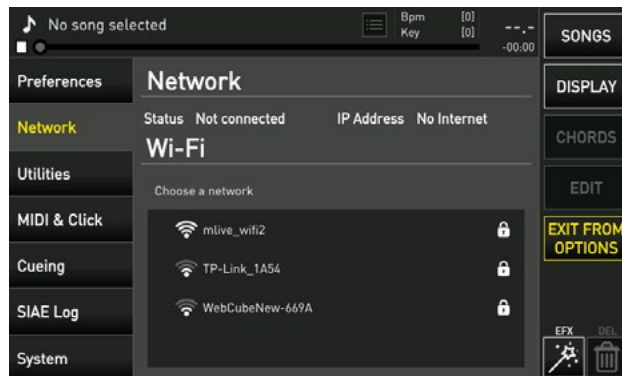 No song selected
Bpm [0]
Key [0]
--.-
-00:00
SONGS
DISPLAY
CHORDS
EDIT
EXIT FROM
OPTIONS
EFX DEL
Preferences
Network
Utilities
MIDI & Click
Cueing
SIAE Log
System
Network
Status Not connected IP Address No Internet
Wi-Fi
Choose a network
mlive_wifi2
TP-Link_1A54
WebCubeNew-669A